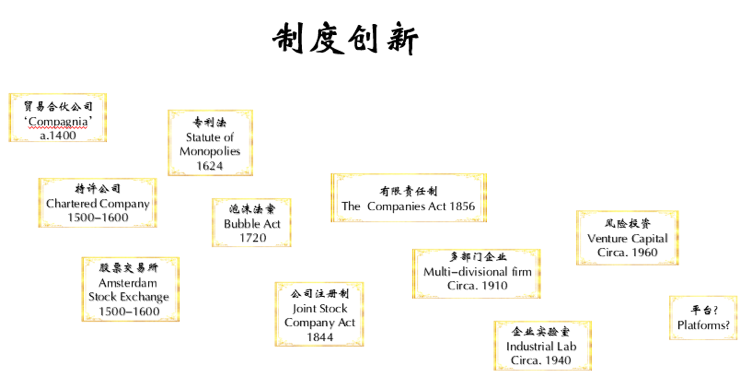 制度创新
贸易合伙公司
‘Compagnia’
a.1400
专利法
Statute of
Monopolies
1624
特许公司
Chartered Company
1500-1600
泡沫法案
Bubble Act
1720
有限责任制
The Companies Act 1856
风险投资
Venture Capital
Circa. 1960
股票交易所
Amsterdam
Stock Exchange
1500-1600
多部门企业
Multi-divisional firm
Circa. 1910
公司注册制
Joint Stock
Company Act
1844
平台?
Platforms?
企业实验室
Industrial Lab
Circa. 1940